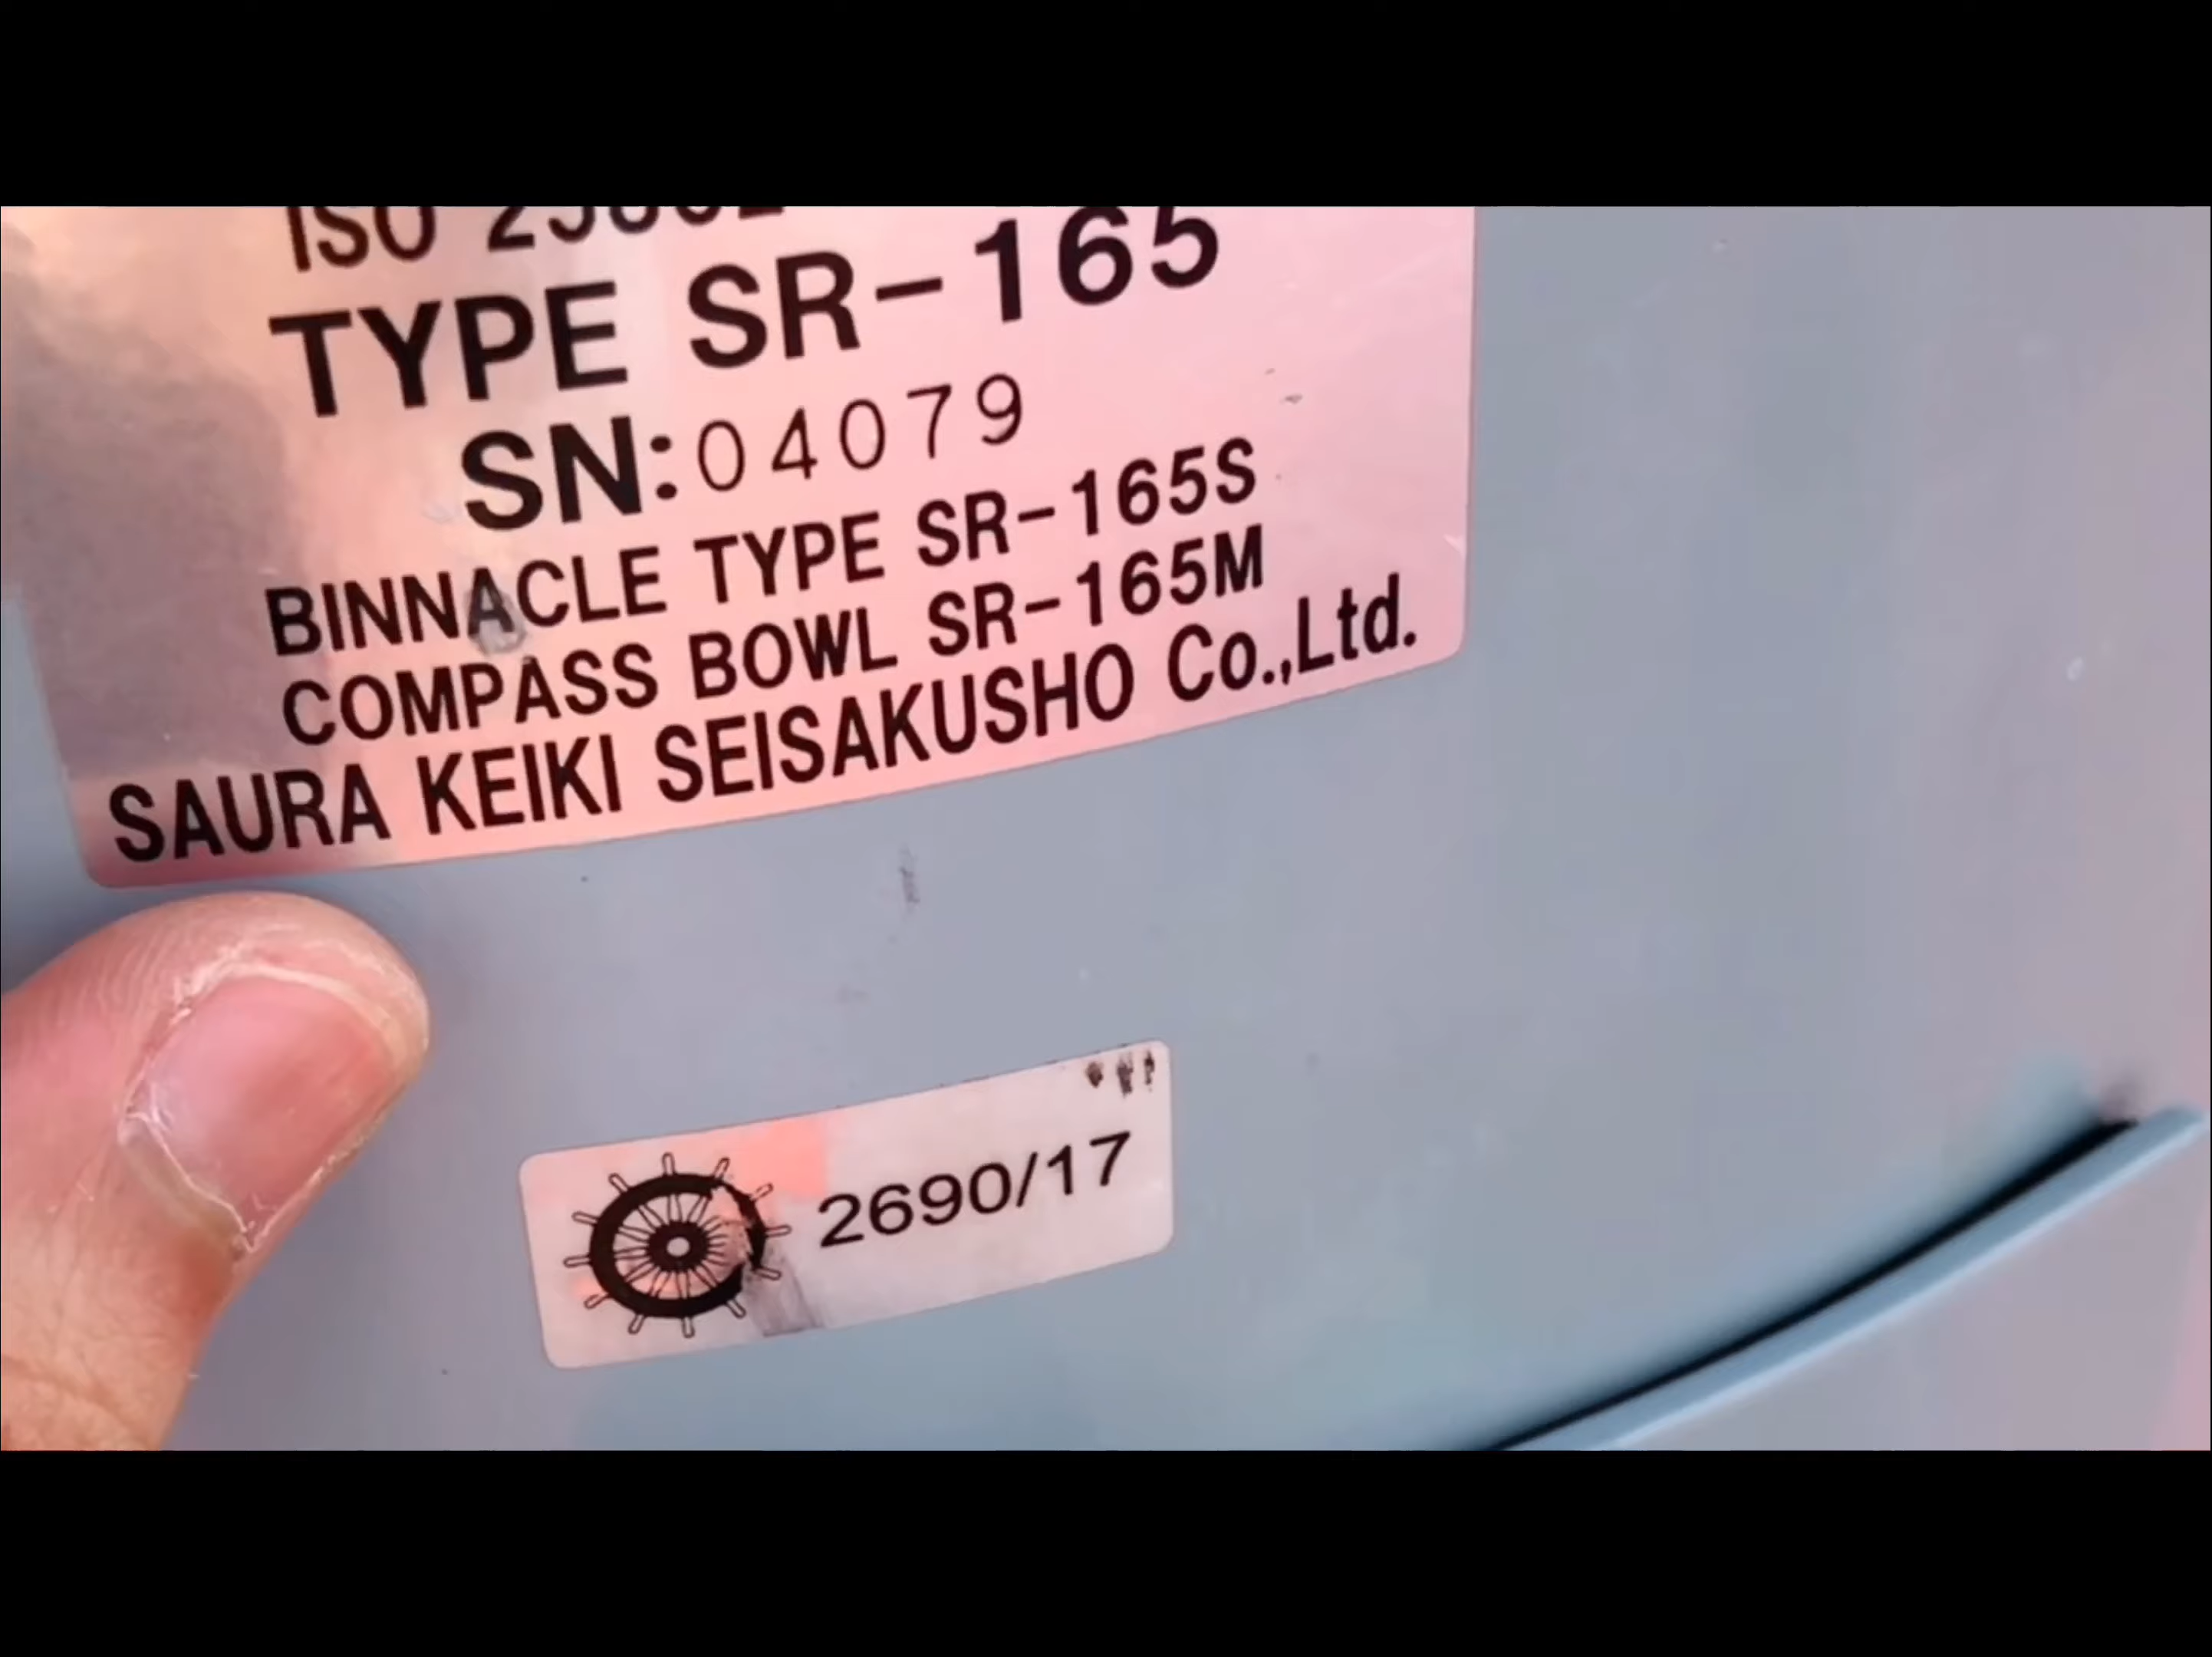 ISO
TYPE SR-165
SN:04079
BINNACLE TYPE SR-165S
COMPASS BOWL SR-165M
SAURA KEIKI SEISAKUSHO Co.,Ltd.
2690/17